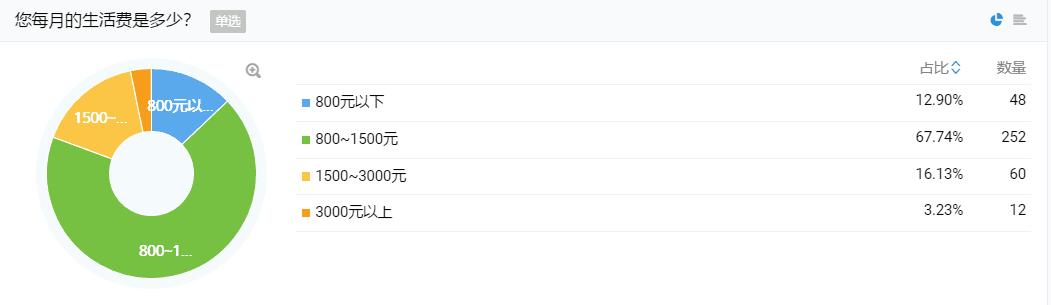 您每月的生活费是多少? 单选
占比 数量
800元以下 12.90% 48
800~1500元 67.74% 252
1500~3000元 16.13% 60
3000元以上 3.23% 12
800元以...
1500~...
800~1...